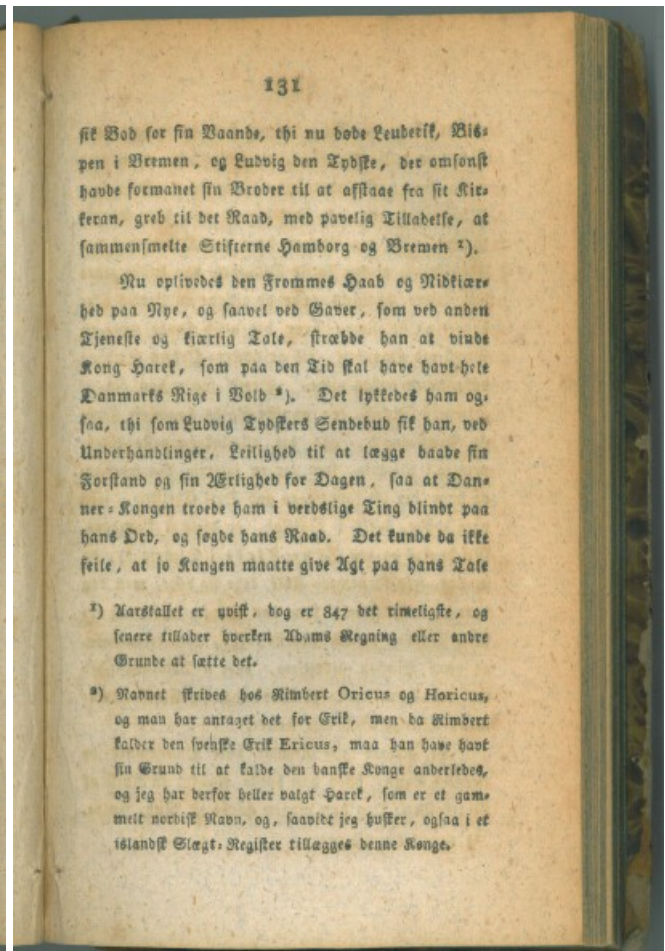 131
fik Bod for sin Vaande, thi nu døde Leuderik, Bis-
pen i Bremen, og Ludvig den Tydske, der omsonst
havde formanet sin Broder til at afstaae fra sit Kir-
keran, greb til det Raad, med pavelig Tilladelse, at
sammensmelte Stifterne Hamborg og Bremen ¹).
Nu oplivedes den Frommes Haab og Nidkiær-
hed paa Nye, og saavel ved Gaver, som ved anden
Tjeneste og kiærlig Tale, stræbde han at vinde
Kong Harek, som paa den Tid skal have havt hele
Danmarks Rige i Vold ²). Det lykkedes ham og-
saa, thi som Ludvig Tydskers Sendebud fik han, ved
Underhandlinger, Leilighed til at lægge baade sin
Forstand og sin Ærlighed for Dagen, saa at Dan-
ner-Kongen troede ham i verdslige Ting blindt paa
hans Ord, og søgde hans Raad. Det kunde da ikke
feile, at jo Kongen maatte give Agt paa hans Tale
¹) Aarstallet er uvist, dog er 847 det rimeligste, og
senere tillader hverken Adams Regning eller andre
Grunde at sætte det.
²) Navnet skrives hos Rimbert Oricus og Horicus,
og man har antaget det for Erik, men da Rimbert
kalder den svenske Erik Ericus, maa han have havt
sin Grund til at kalde den danske Konge anderledes,
og jeg har derfor heller valgt Harek, som er et gam-
melt nordisk Navn, og, saavidt jeg husker, ogsaa i et
islandsk Slægt-Register tillægges denne Konge.